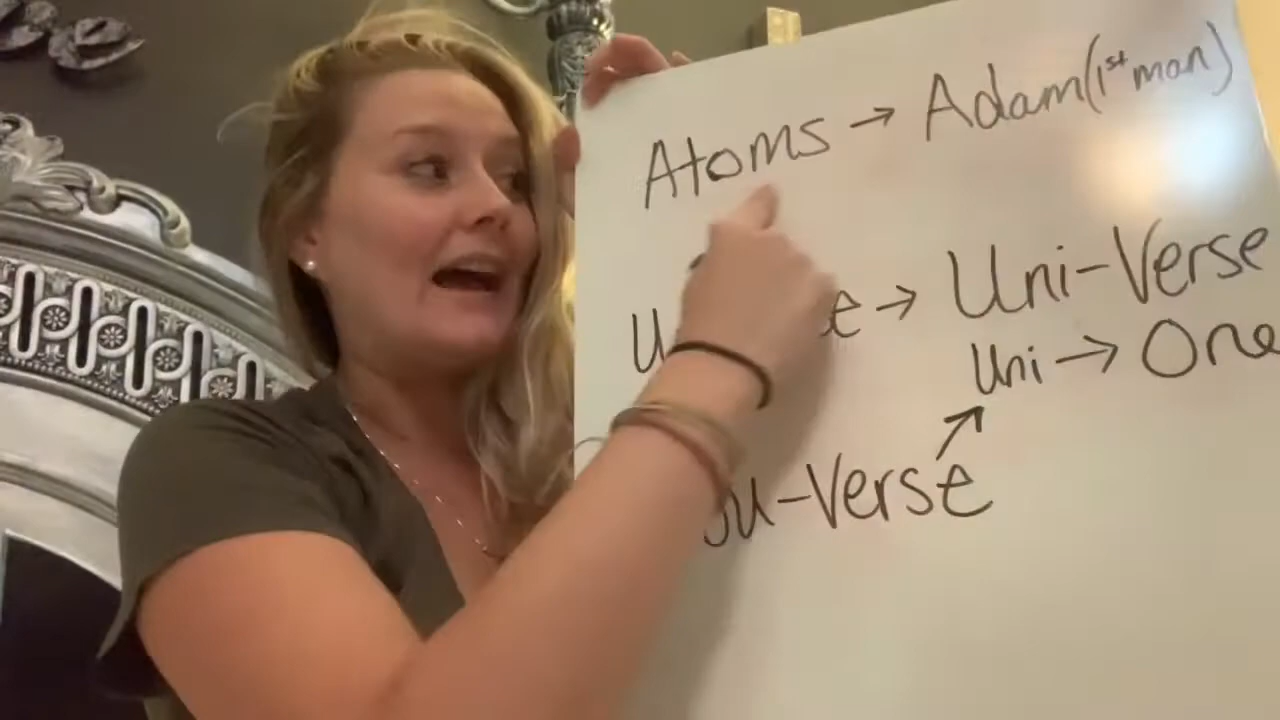 Atoms → Adam (1st man)
→ Uni-Verse
Uni → One
-Verse